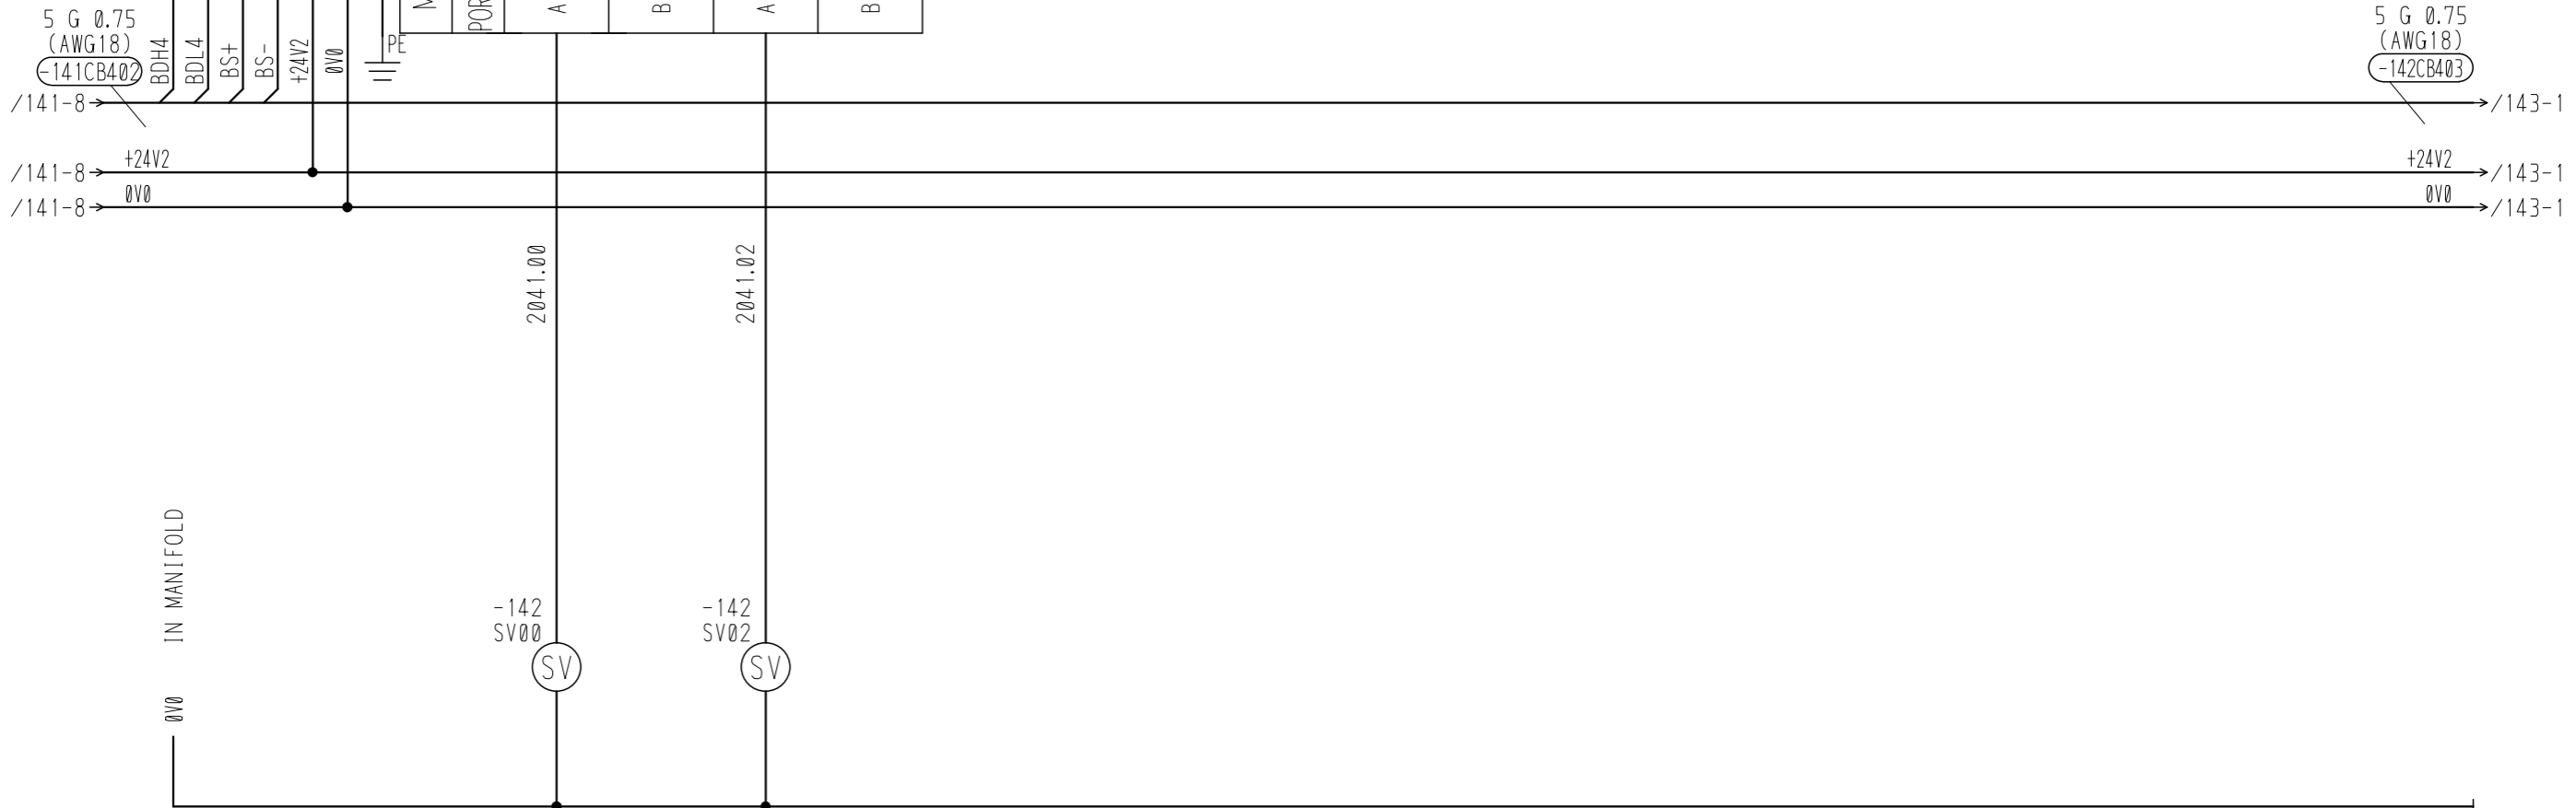 5 G 0.75
(AWG18)
-141CB402
BDH4
BDL4
BS+
BS-
+24V2
0V0
PE
A
B
A
B
5 G 0.75
(AWG18)
-142CB403
/141-8
/143-1
/141-8
+24V2
+24V2
/143-1
/141-8
0V0
0V0
/143-1
2041.00
2041.02
IN MANIFOLD
0V0
-142
SV00
SV
-142
SV02
SV